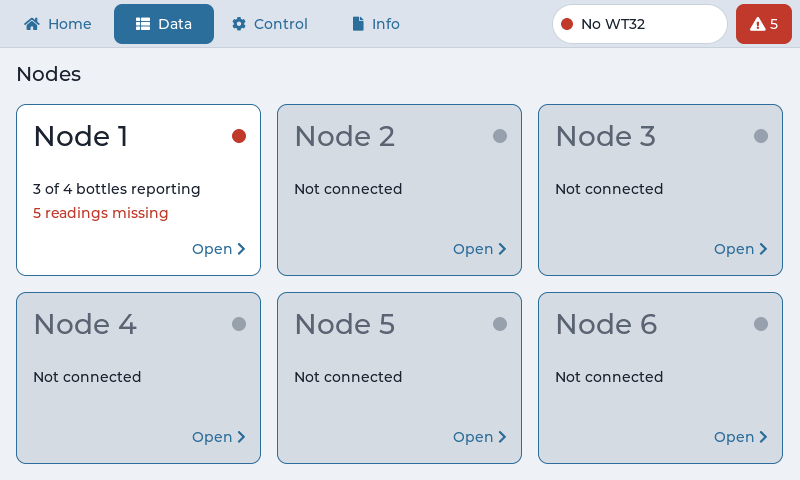 Home
Data
Control
Info
No WT32
5
Nodes
Node 1
3 of 4 bottles reporting
5 readings missing
Open
Node 2
Not connected
Open
Node 3
Not connected
Open
Node 4
Not connected
Open
Node 5
Not connected
Open
Node 6
Not connected
Open